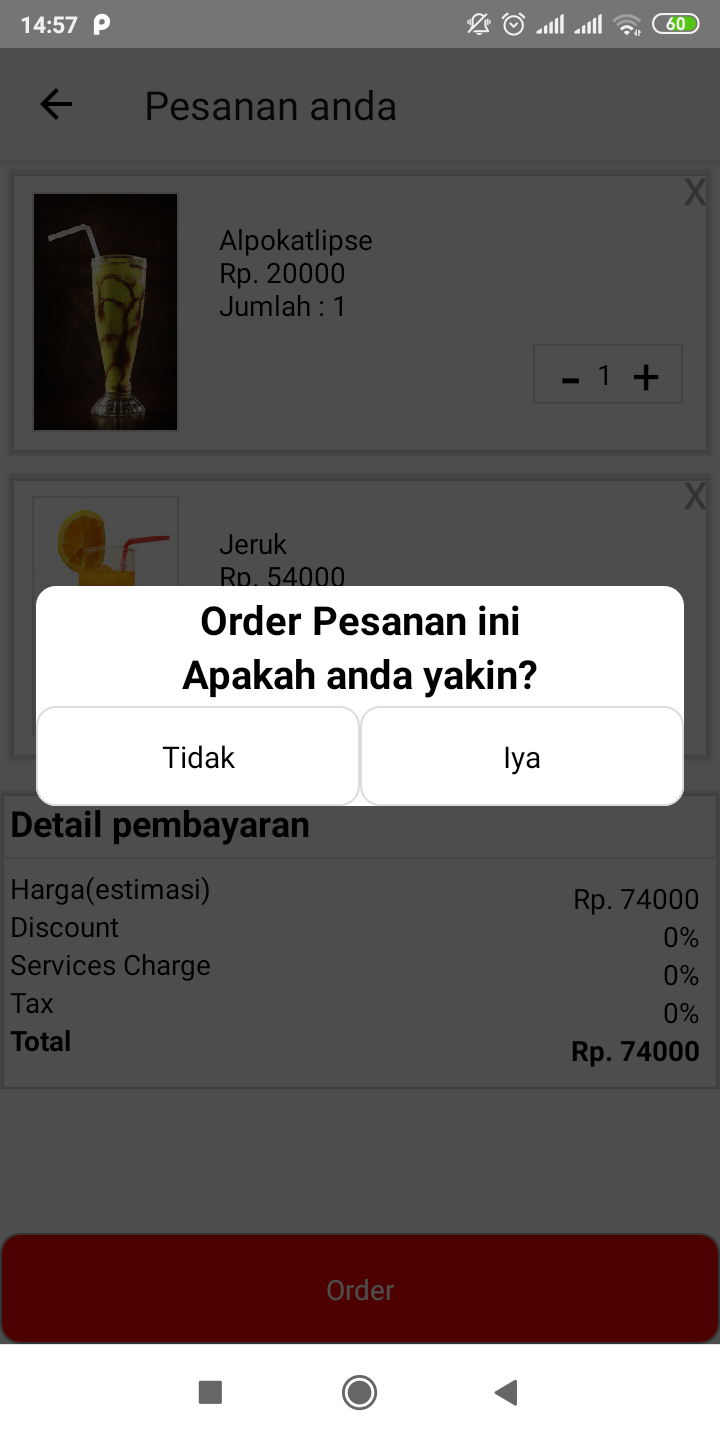 14:57
60
Pesanan anda
X
Alpokatlipse
Rp. 20000
Jumlah : 1
- 1 +
X
Jeruk
Rp. 54000
Order Pesanan ini
Apakah anda yakin?
Tidak
Iya
Detail pembayaran
Harga(estimasi) Rp. 74000
Discount 0%
Services Charge 0%
Tax 0%
Total Rp. 74000
Order